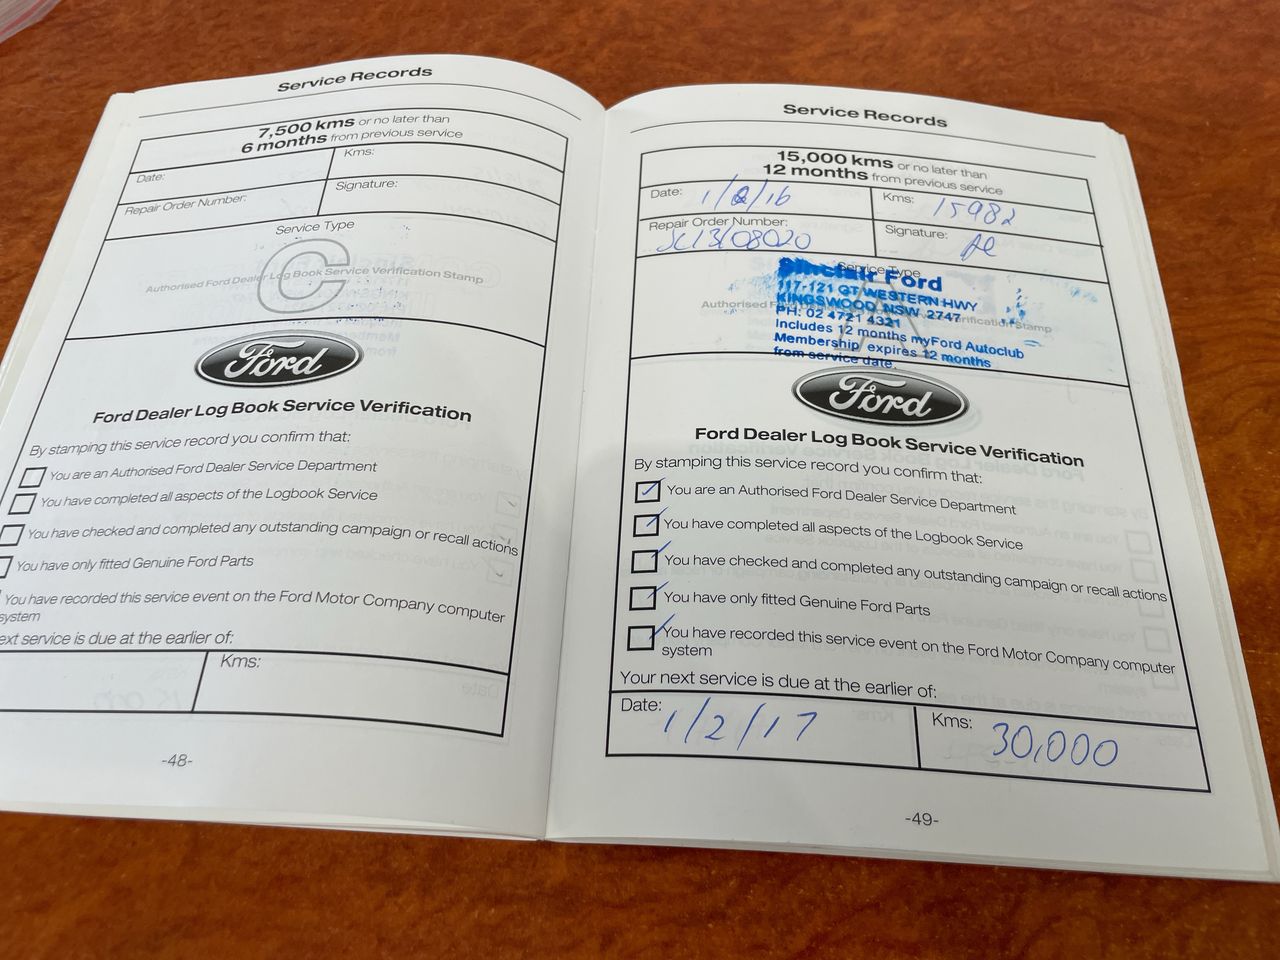 Service Records
7,500 kms or no later than
6 months from previous service
Date:
Kms:
Repair Order Number:
Signature:
Service Type
C
Authorised Ford Dealer Log Book Service Verification Stamp
Ford
Ford Dealer Log Book Service Verification
By stamping this service record you confirm that:
You are an Authorised Ford Dealer Service Department
You have completed all aspects of the Logbook Service
You have checked and completed any outstanding campaign or recall actions
You have only fitted Genuine Ford Parts
You have recorded this service event on the Ford Motor Company computer
system
ext service is due at the earlier of:
Kms:
-48-
Service Records
15,000 kms or no later than
12 months from previous service
Date: 1/2/16
Kms: 15982
Repair Order Number:
Signature:
Service Type
Sinclair Ford
117-121 GT WESTERN HWY
KINGSWOOD NSW 2747
PH: 02 4721 4321
Authorised F erification Stamp
Includes 12 months myFord Autoclub
Membership expires 12 months
from service date.
Ford
Ford Dealer Log Book Service Verification
By stamping this service record you confirm that:
You are an Authorised Ford Dealer Service Department
You have completed all aspects of the Logbook Service
You have checked and completed any outstanding campaign or recall actions
You have only fitted Genuine Ford Parts
You have recorded this service event on the Ford Motor Company computer
system
Your next service is due at the earlier of:
Date: 1/2/17
Kms: 30,000
-49-